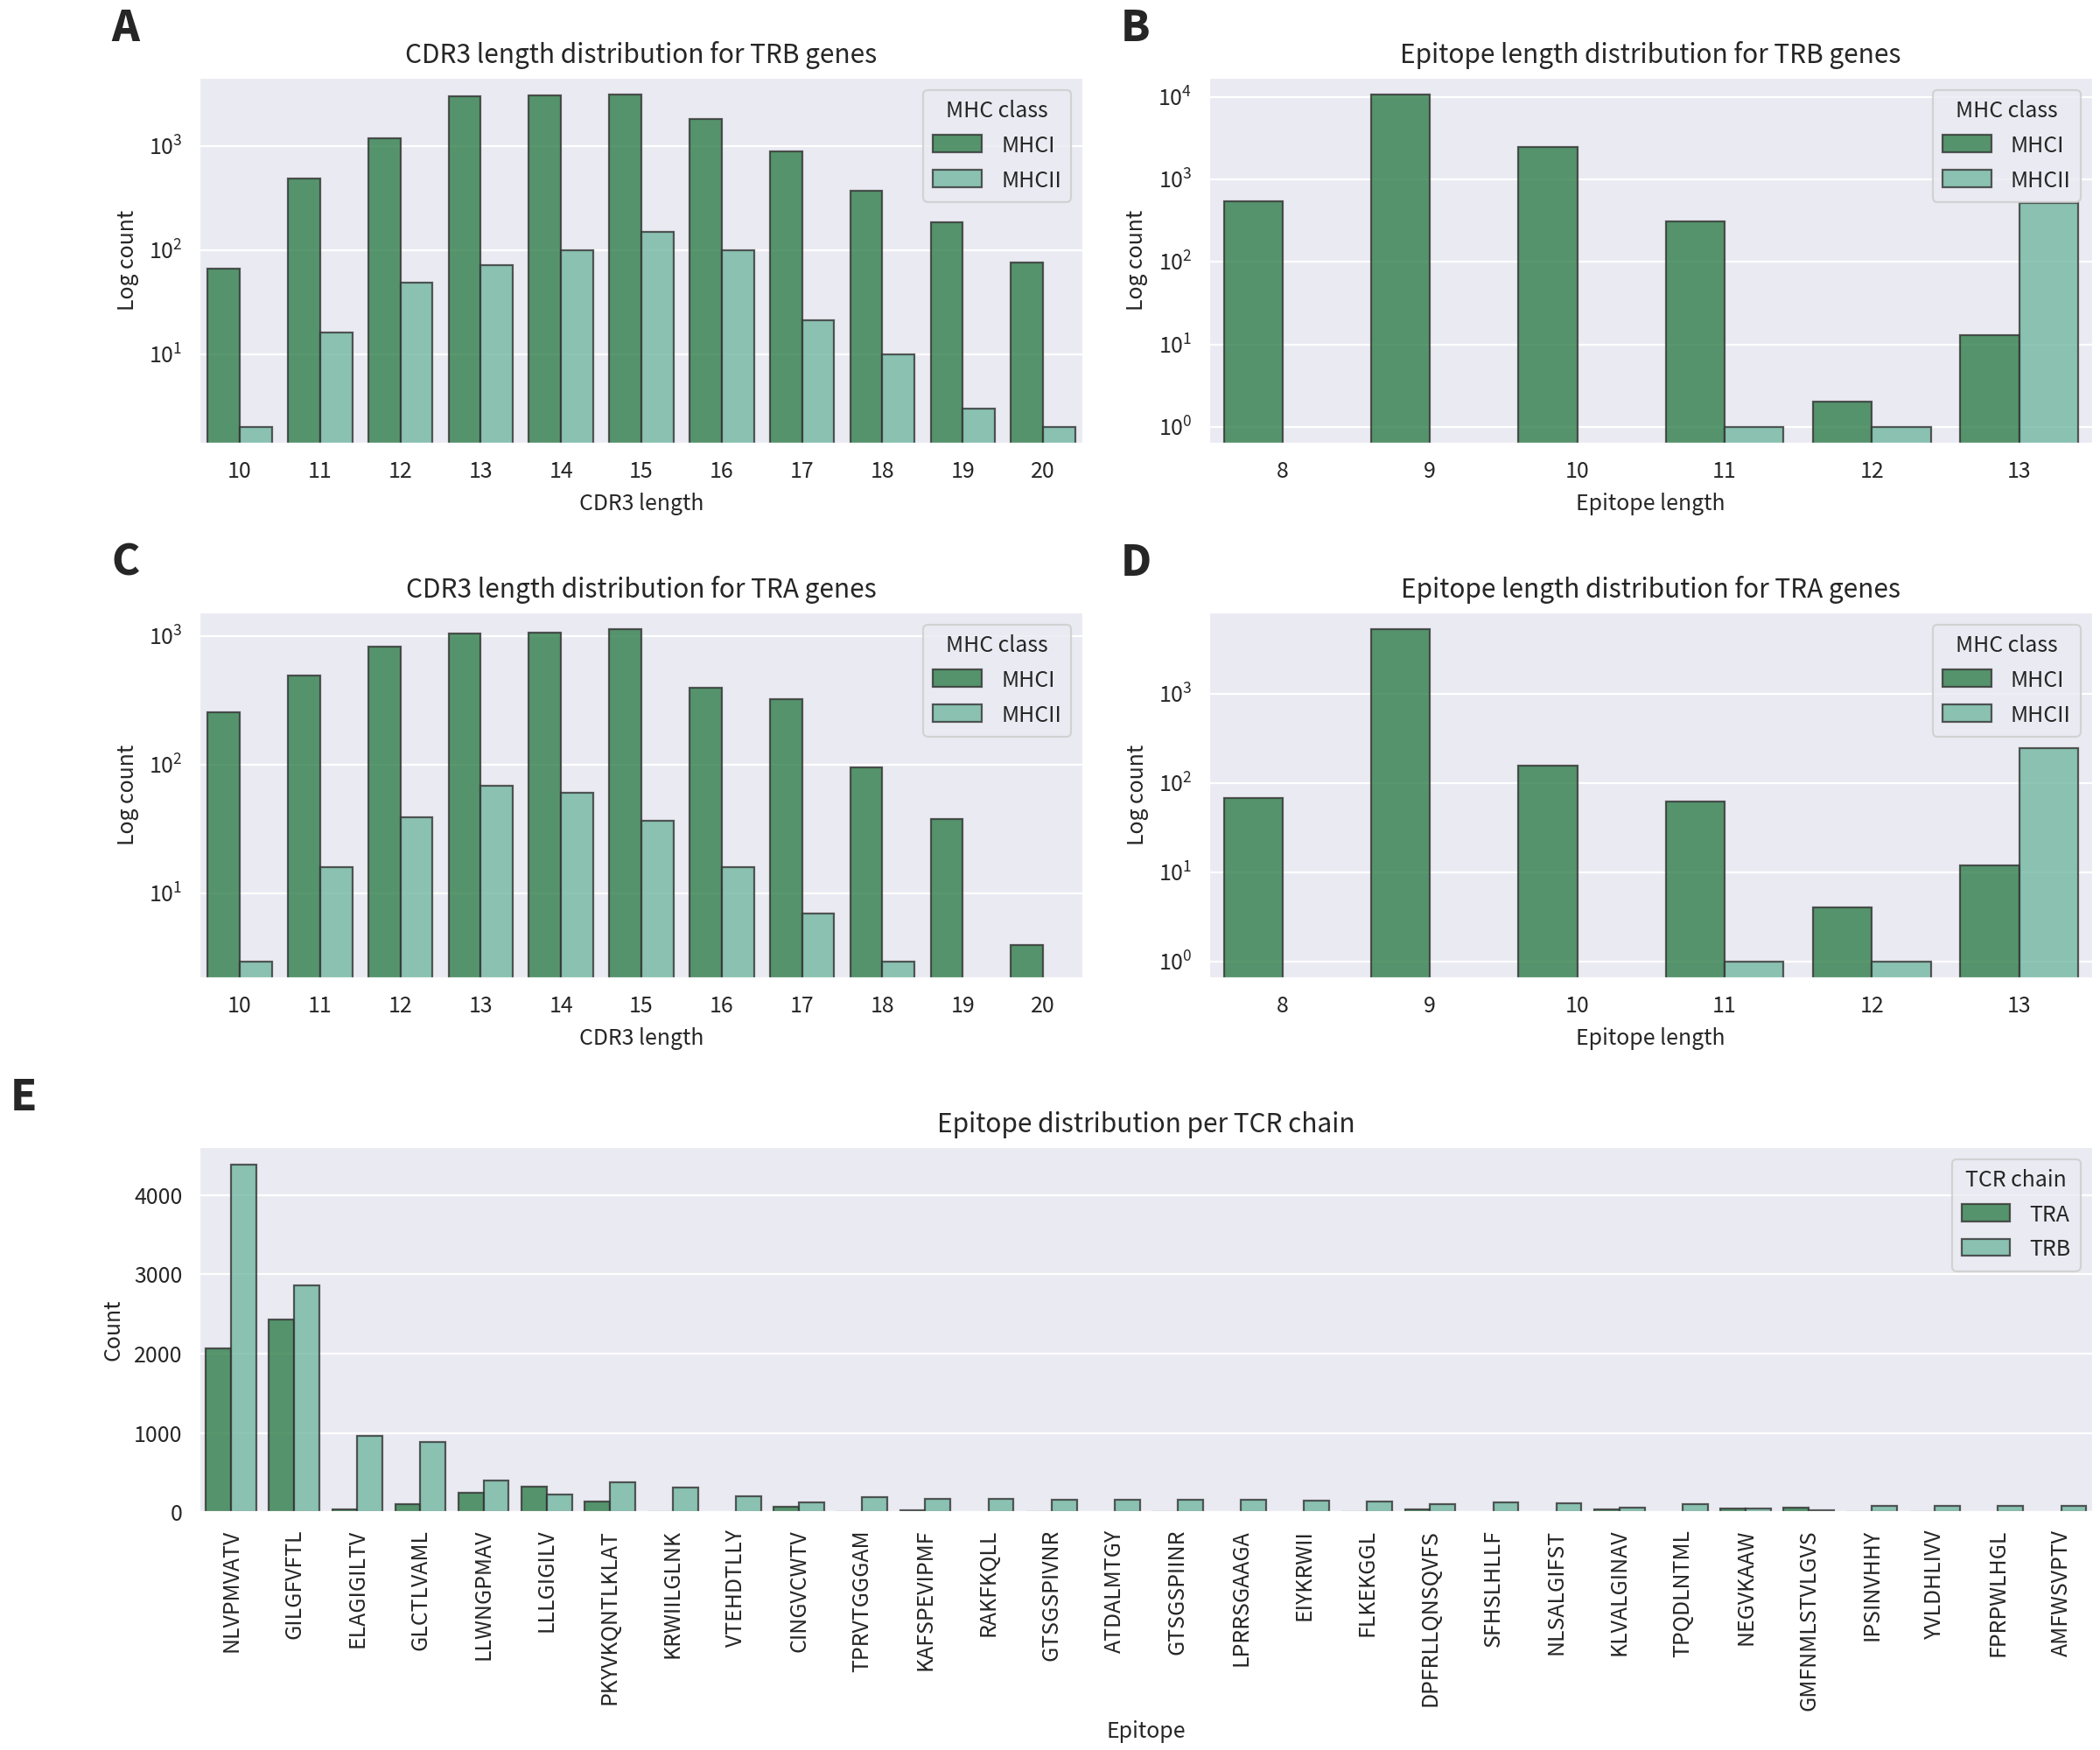 A
CDR3 length distribution for TRB genes
Log count
10³
10²
10¹
MHC class
MHCI
MHCII
10 11 12 13 14 15 16 17 18 19 20
CDR3 length
B
Epitope length distribution for TRB genes
Log count
10⁴
10³
10²
10¹
10⁰
MHC class
MHCI
MHCII
8 9 10 11 12 13
Epitope length
C
CDR3 length distribution for TRA genes
Log count
10³
10²
10¹
MHC class
MHCI
MHCII
10 11 12 13 14 15 16 17 18 19 20
CDR3 length
D
Epitope length distribution for TRA genes
Log count
10³
10²
10¹
10⁰
MHC class
MHCI
MHCII
8 9 10 11 12 13
Epitope length
E
Epitope distribution per TCR chain
Count
4000
3000
2000
1000
0
TCR chain
TRA
TRB
NLVPMVATV
GILGFVFTL
ELAGIGILTV
GLCTLVAML
LLWNGPMAV
LLLGIGILV
PKYVKQNTLKLAT
KRWIILGLNK
VTEHDTLLY
CINGVCWTV
TPRVTGGGAM
KAFSPEVIPMF
RAKFKQLL
GTSGSPIVNR
ATDALMTGY
GTSGSPIINR
LPRRSGAAGA
EIYKRWII
FLKEKGGL
DPFRLLQNSQVFS
SFHSLHLLF
NLSALGIFST
KLVALGINAV
TPQDLNTML
NEGVKAAW
GMFNMLSTVLGVS
IPSINVHHY
YVLDHLIVV
FPRPWLHGL
AMFWSVPTV
Epitope